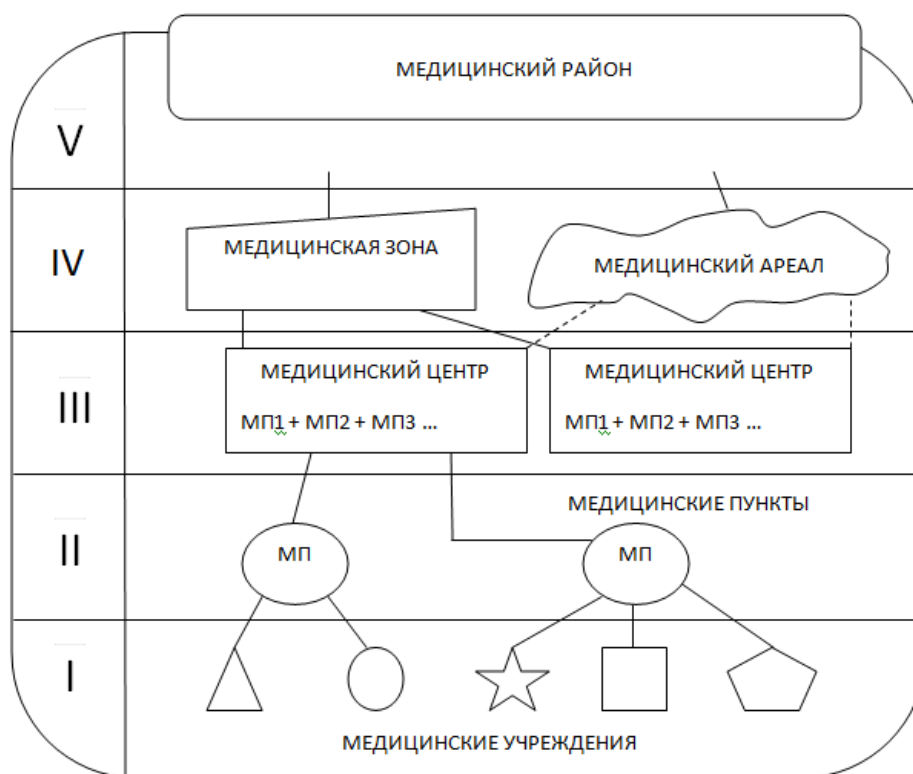 МЕДИЦИНСКИЙ РАЙОН
V
МЕДИЦИНСКАЯ ЗОНА
МЕДИЦИНСКИЙ АРЕАЛ
IV
МЕДИЦИНСКИЙ ЦЕНТР
МП1 + МП2 + МП3 ...
МЕДИЦИНСКИЙ ЦЕНТР
МП1 + МП2 + МП3 ...
III
МЕДИЦИНСКИЕ ПУНКТЫ
МП
МП
II
I
МЕДИЦИНСКИЕ УЧРЕЖДЕНИЯ